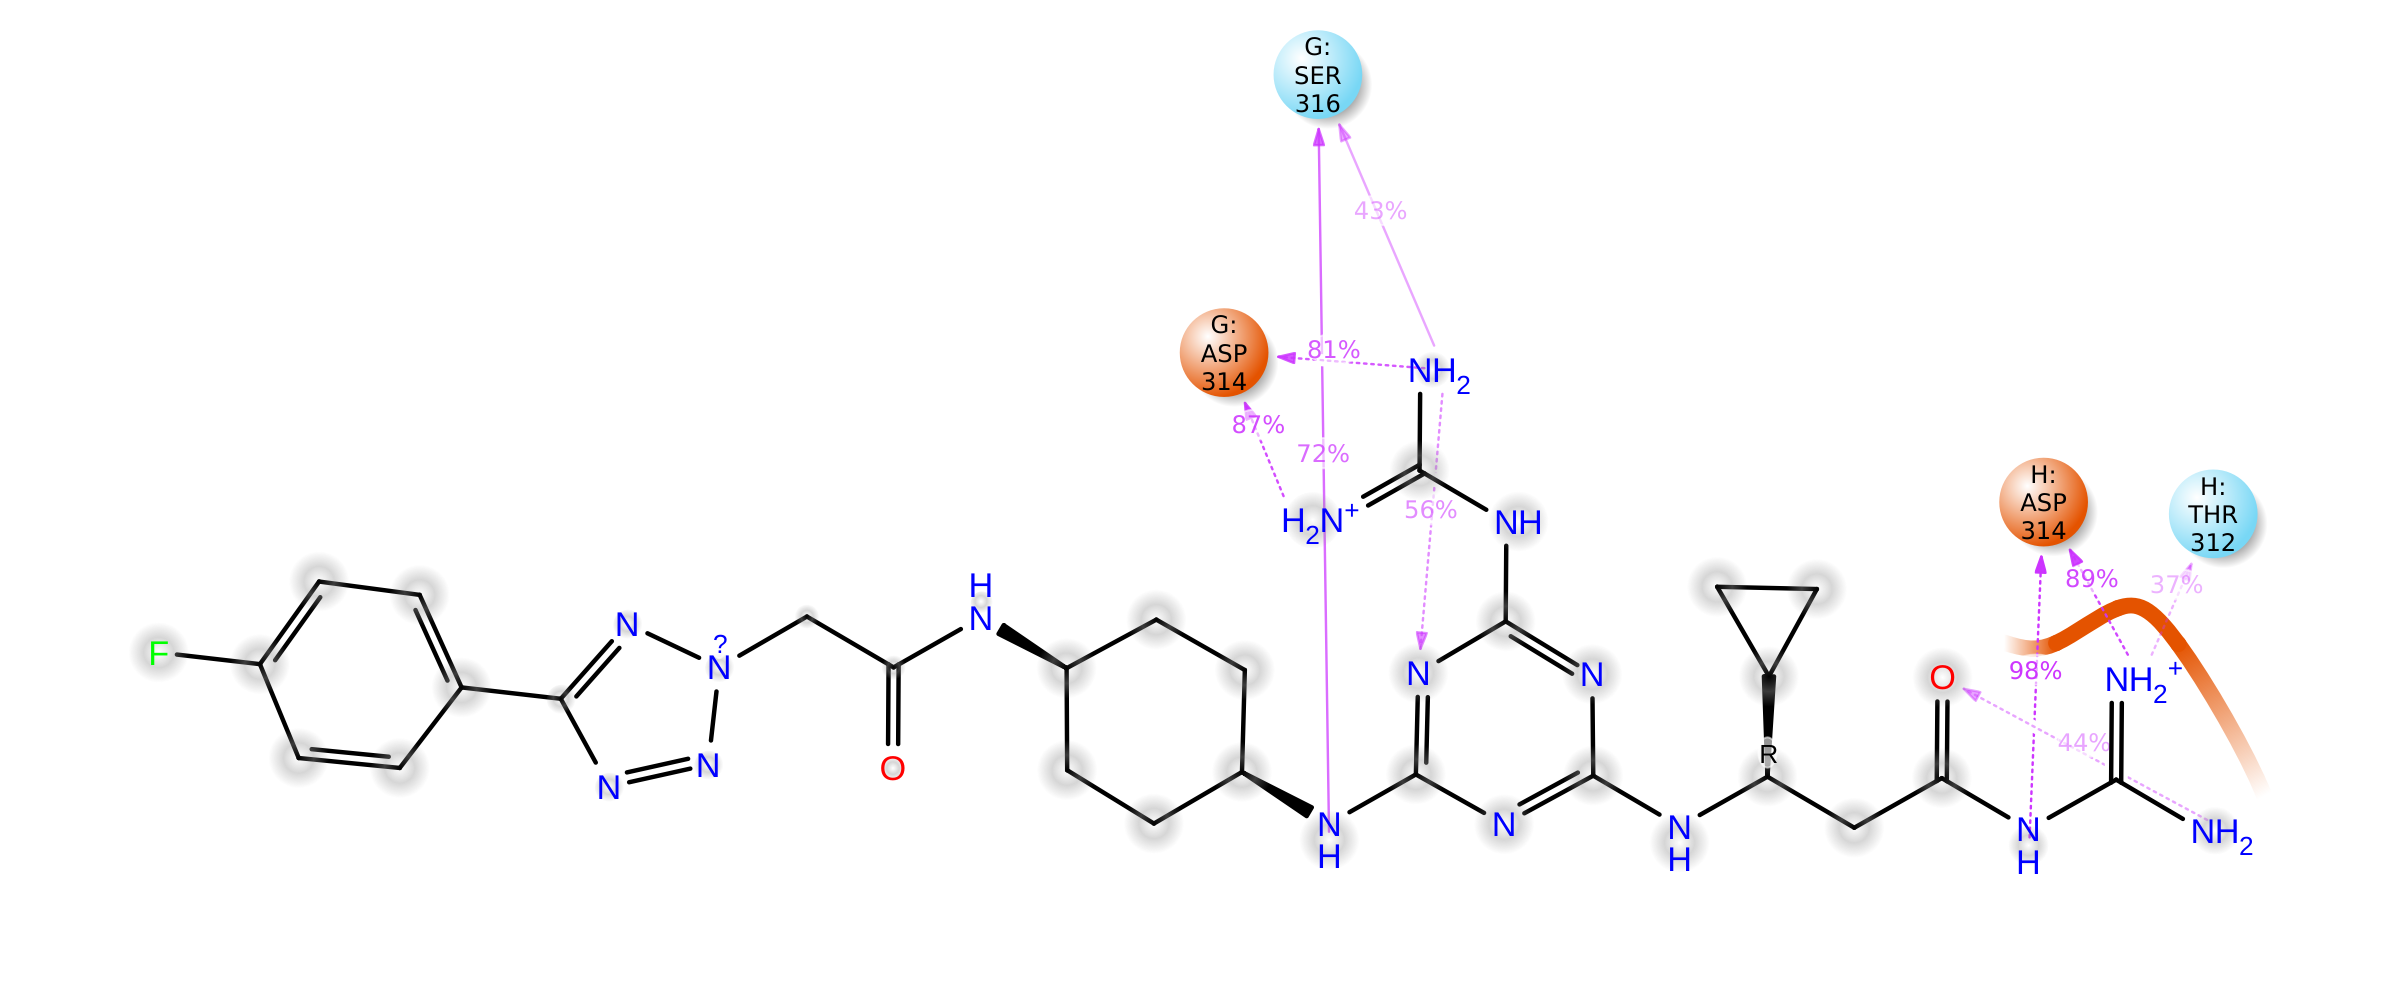 G:
SER
316
43%
G:
ASP
314
81%
NH2
87%
72%
H2N+
56%
NH
H:
ASP
314
H:
THR
312
89%
37%
98%
NH2+
44%
F
N
?
N
N
N
H
N
O
N
N
N
N
H
R
N
H
O
N
H
NH2